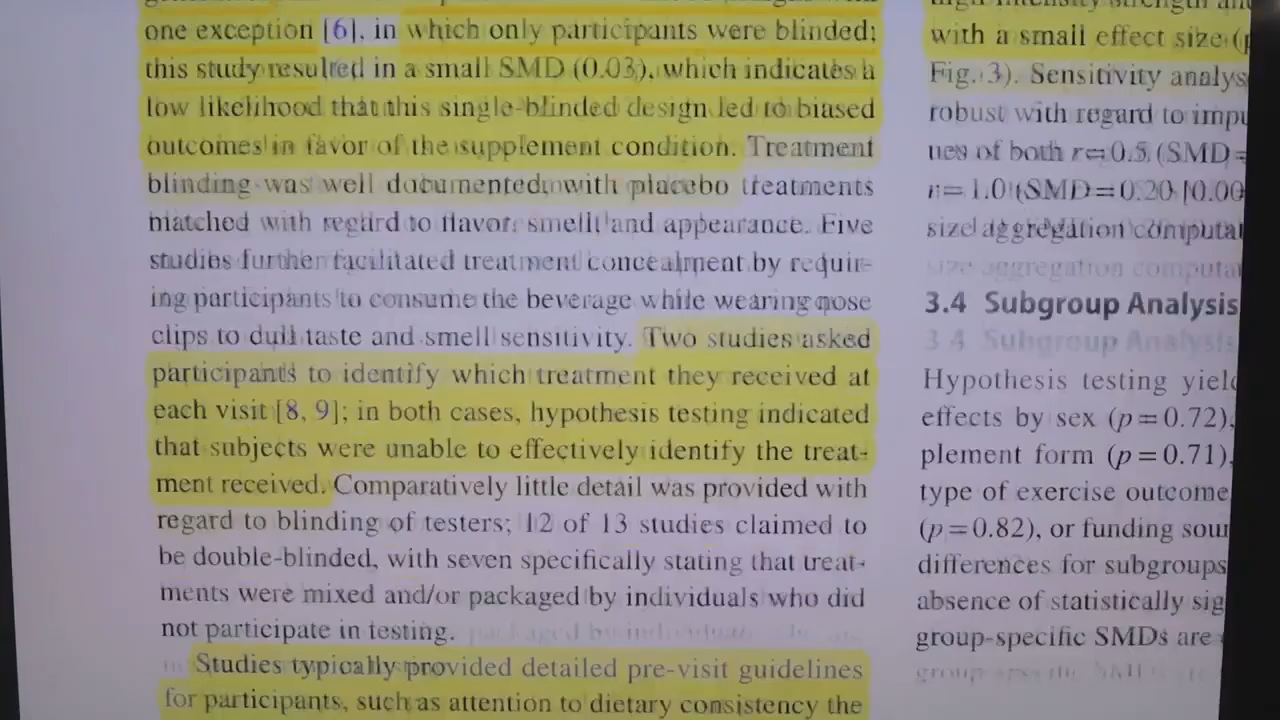 one exception [6], in which only participants were blinded;
this study resulted in a small SMD (0.03), which indicates a
low likelihood that this single-blinded design led to biased
outcomes in favor of the supplement condition. Treatment
blinding was well documented, with placebo treatments
matched with regard to flavor, smell and appearance. Five
studies further facilitated treatment concealment by requir-
ing participants to consume the beverage while wearing nose
clips to dull taste and smell sensitivity. Two studies asked
participants to identify which treatment they received at
each visit [8, 9]; in both cases, hypothesis testing indicated
that subjects were unable to effectively identify the treat-
ment received. Comparatively little detail was provided with
regard to blinding of testers; 12 of 13 studies claimed to
be double-blinded, with seven specifically stating that treat-
ments were mixed and/or packaged by individuals who did
not participate in testing.
Studies typically provided detailed pre-visit guidelines
for participants, such as attention to dietary consistency the
high-intensity strength and
with a small effect size (p
Fig. 3). Sensitivity analys
robust with regard to impu
ues of both r=0.5 (SMD=
r=1.0 (SMD=0.20 [0.00
size aggregation computa
3.4 Subgroup Analysis
Hypothesis testing yield
effects by sex (p=0.72),
plement form (p=0.71),
type of exercise outcome
(p=0.82), or funding sour
differences for subgroups
absence of statistically sig
group-specific SMDs are